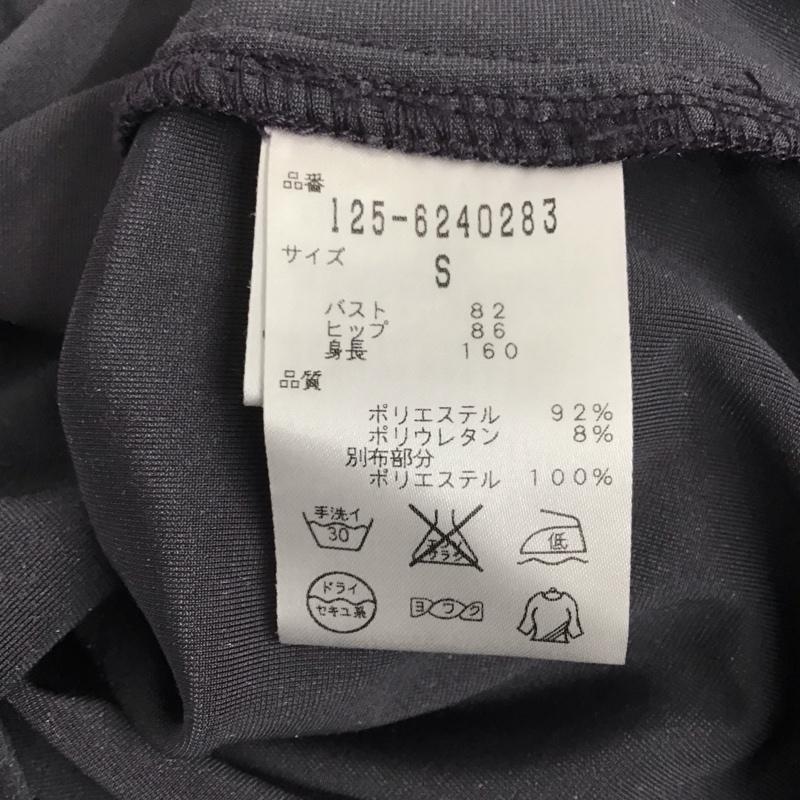 品番
125-6240283
サイズ
S
バスト 82
ヒップ 86
身長 160
品質
ポリエステル 92%
ポリウレタン 8%
別布部分
ポリエステル 100%
手洗イ
30
エンソ
サラシ
低
ドライ
セキユ系
ヨワク